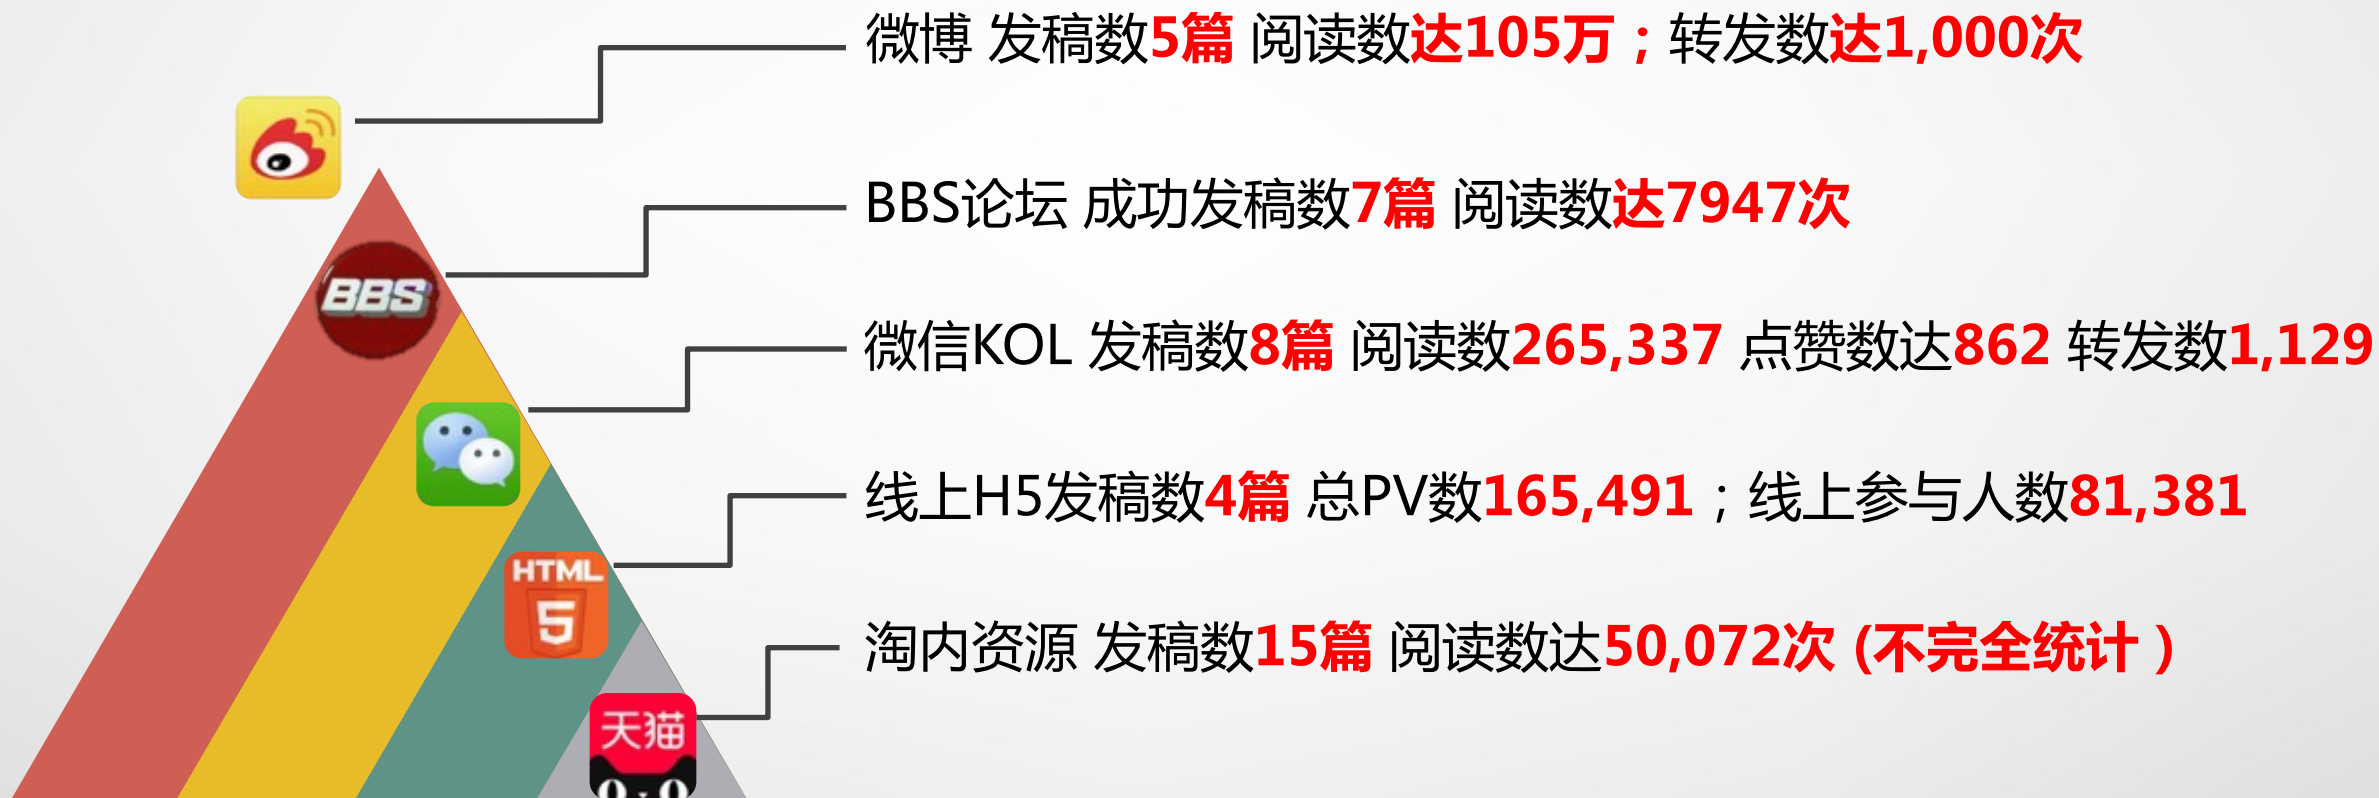 微博 发稿数5篇 阅读数达105万；转发数达1,000次
BBS论坛 成功发稿数7篇 阅读数达7947次
BBS
微信KOL 发稿数8篇 阅读数265,337 点赞数达862 转发数1,129
线上H5发稿数4篇 总PV数165,491；线上参与人数81,381
HTML
5
淘内资源 发稿数15篇 阅读数达50,072次 (不完全统计）
天猫